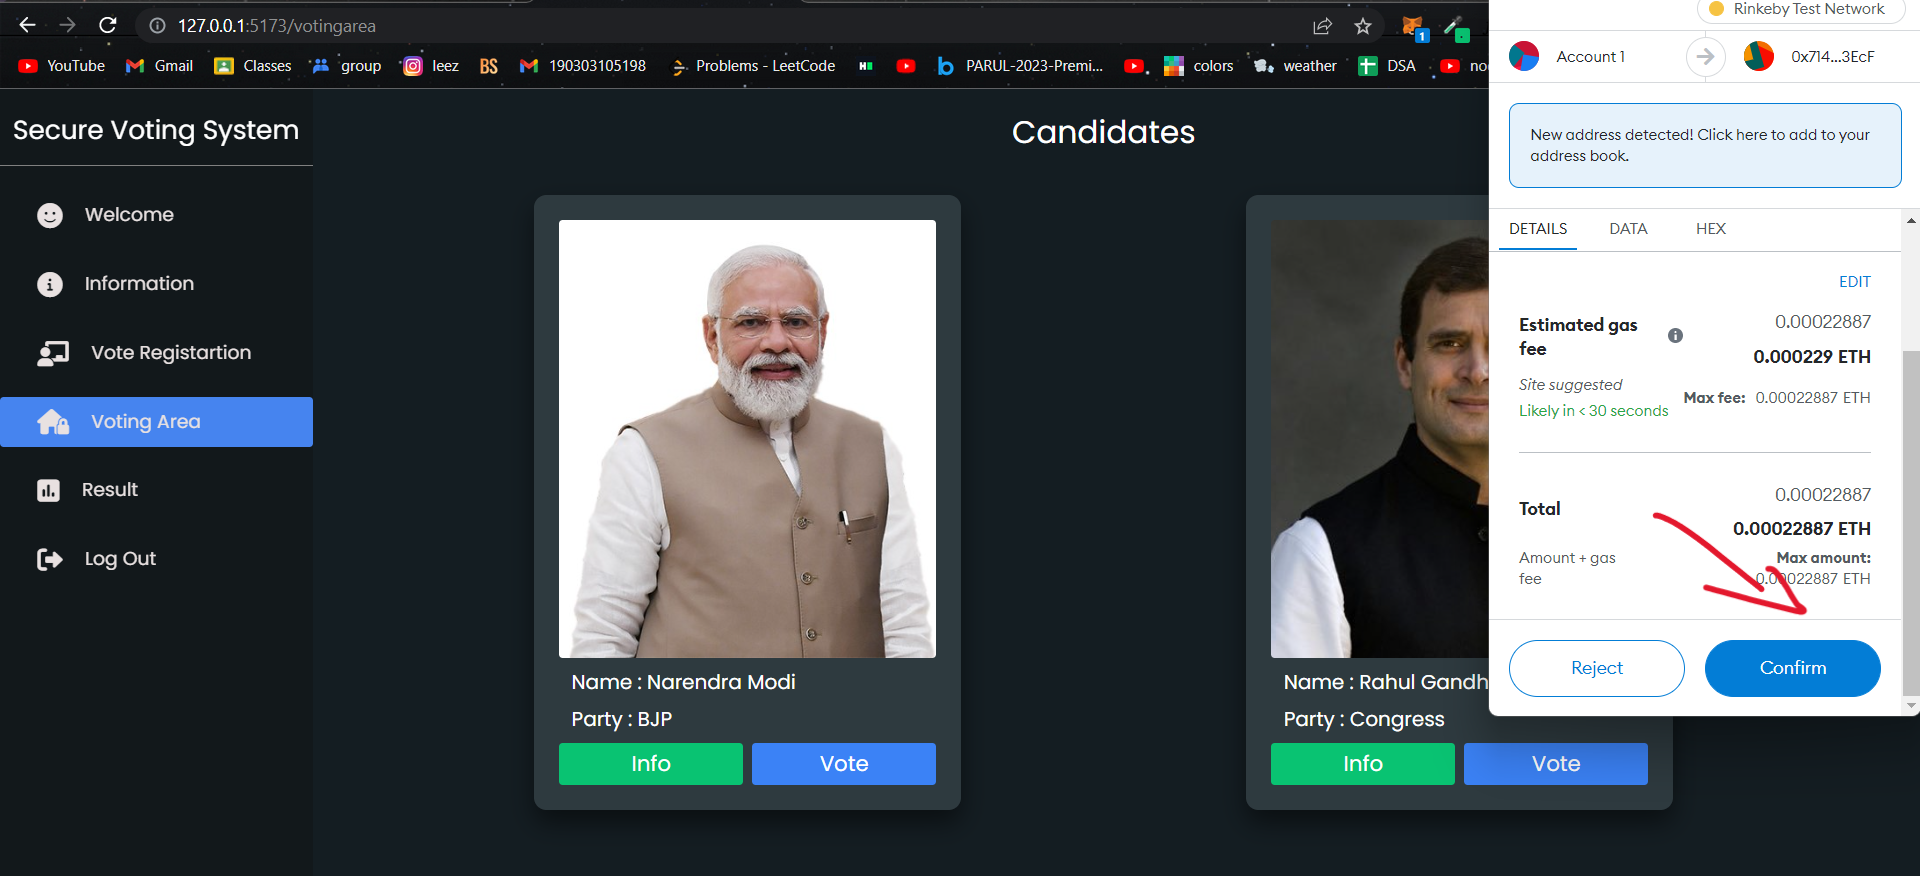 127.0.0.1:5173/votingarea
1
YouTube
Gmail
Classes
group
leez
BS
190303105198
Problems - LeetCode
PARUL-2023-Premi...
colors
weather
DSA
Secure Voting System
Welcome
Information
Vote Registartion
Voting Area
Result
Log Out
Candidates
Name : Narendra Modi
Party : BJP
Info
Vote
Name : Rahul Gandh
Party : Congress
Info
Vote
Rinkeby Test Network
Account 1
0x714...3EcF
New address detected! Click here to add to your
address book.
DETAILS
DATA
HEX
EDIT
Estimated gas
fee
0.00022887
0.000229 ETH
Site suggested
Likely in < 30 seconds
Max fee: 0.00022887 ETH
Total
0.00022887
0.00022887 ETH
Amount + gas
fee
Max amount:
0.00022887 ETH
Reject
Confirm